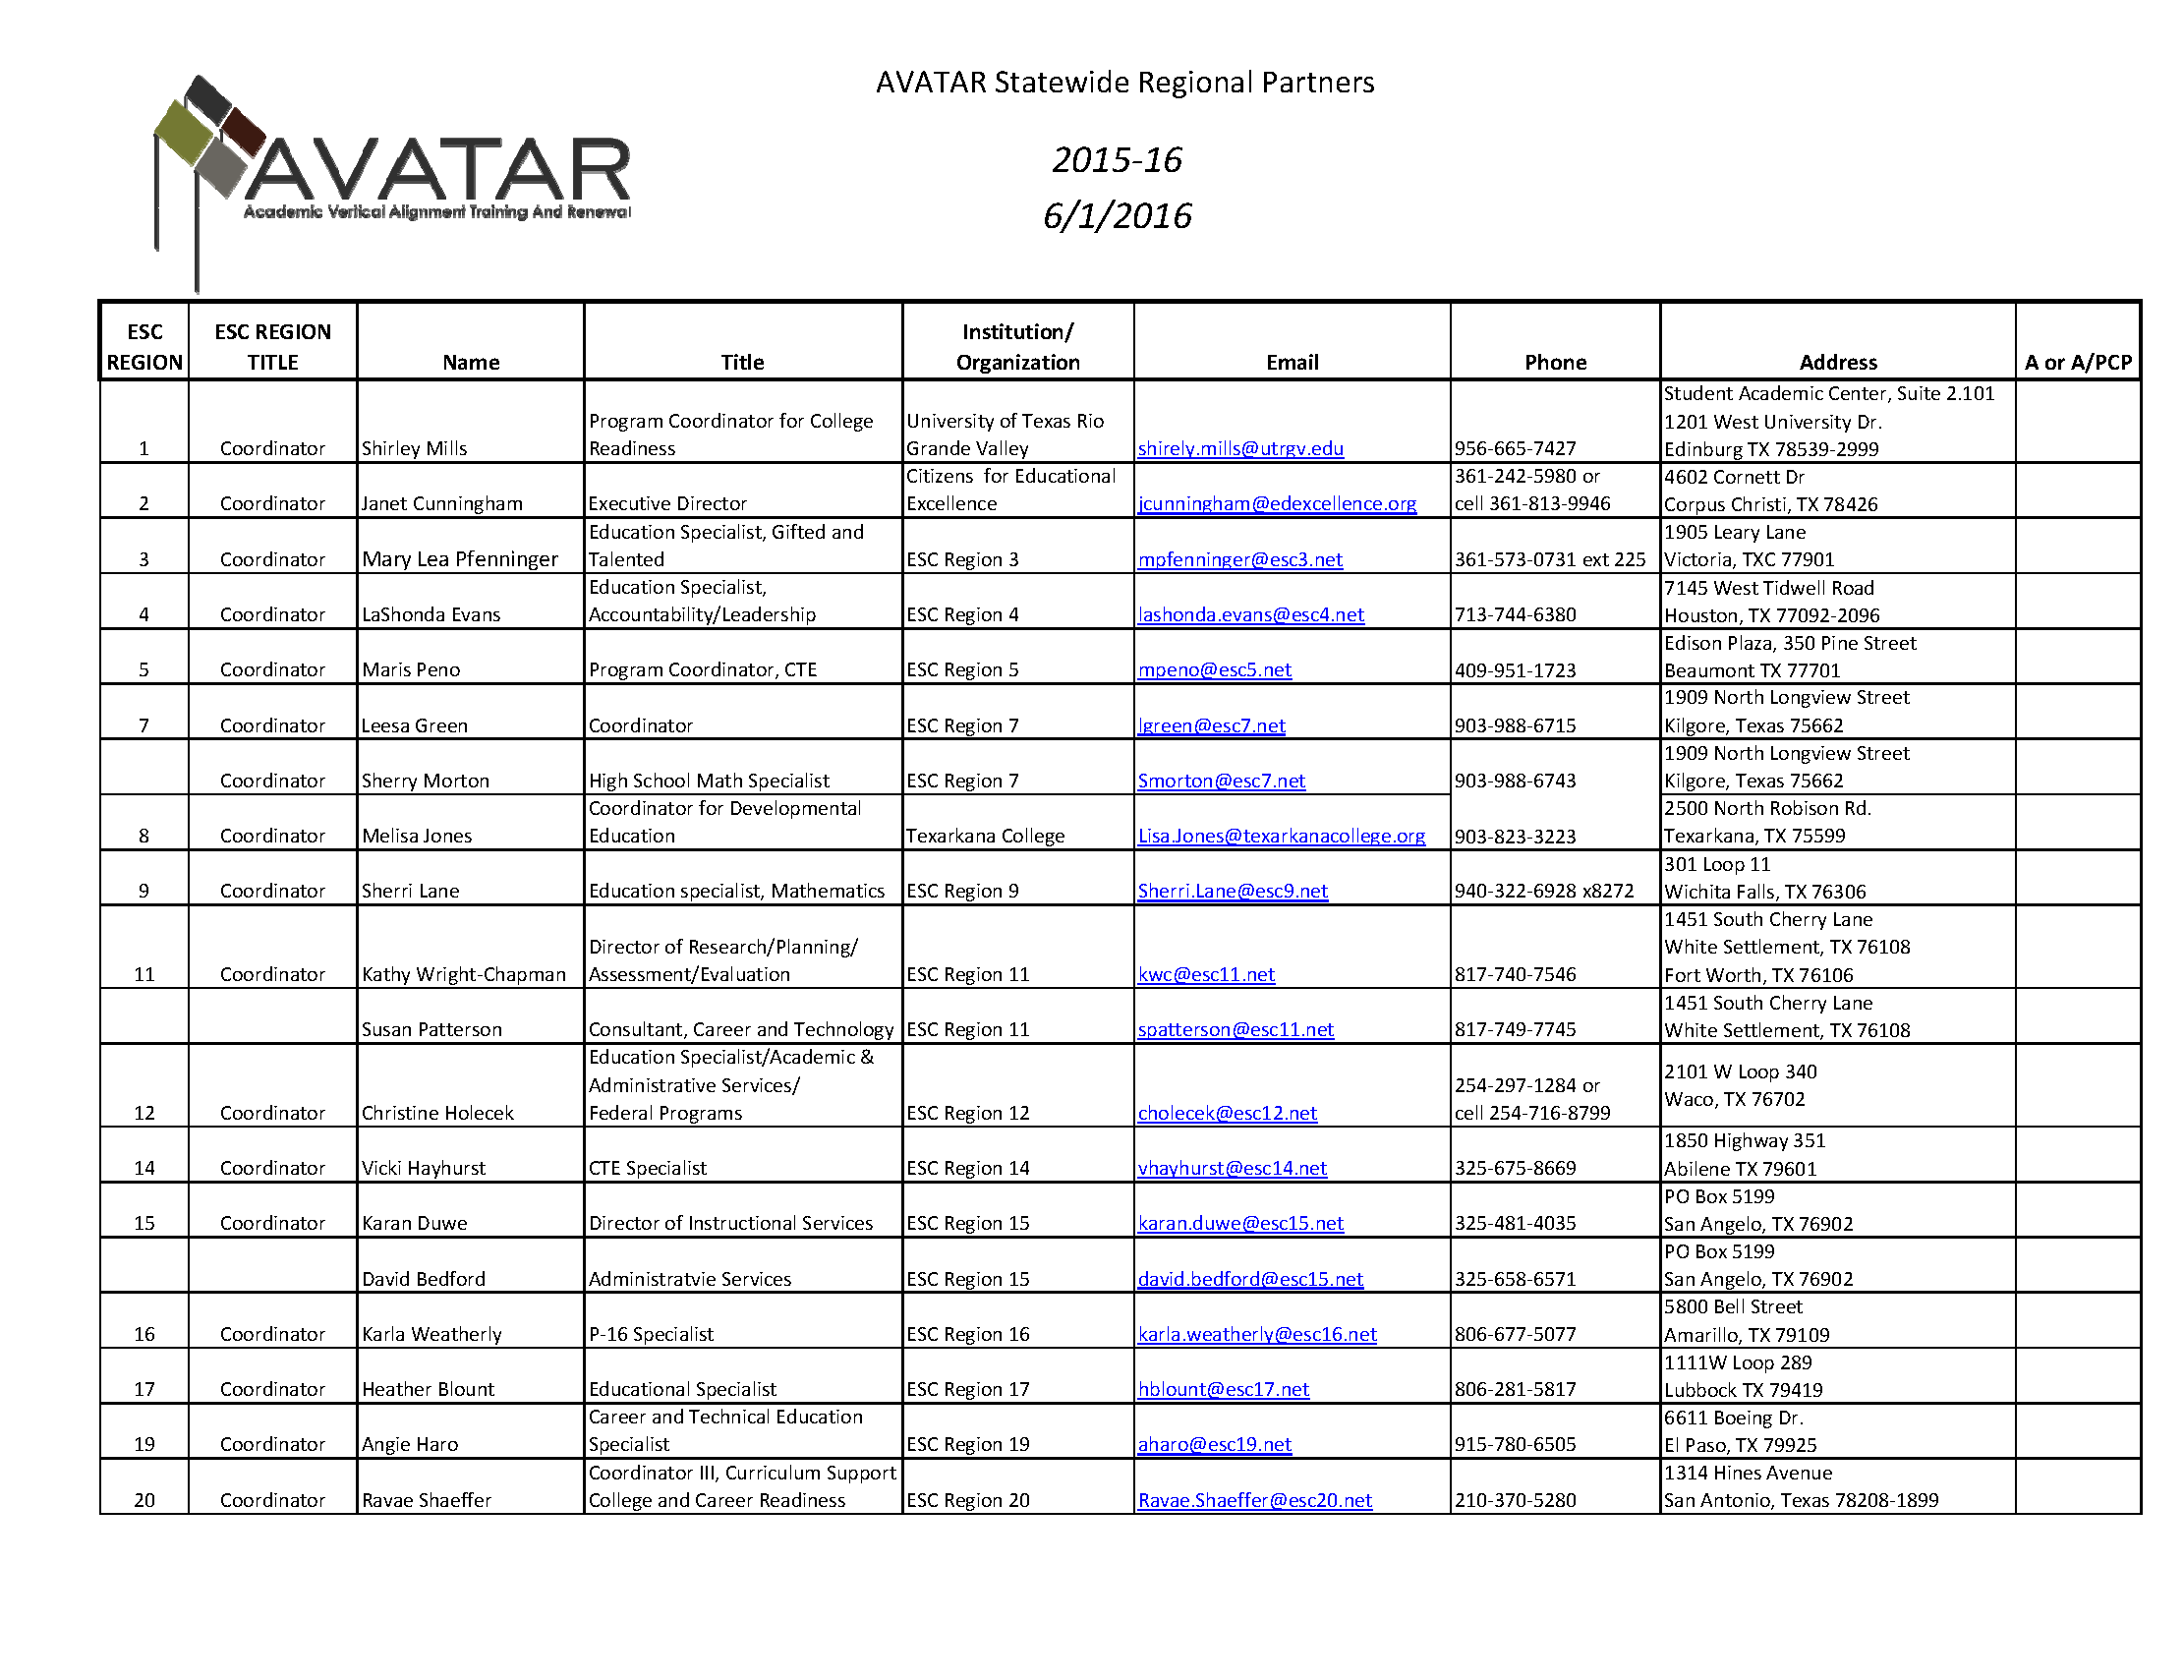 AVATAR Statewide Regional Partners
2015-16
6/1/2016
AVATAR
Academic Vertical Alignment Training And Renewal
ESC REGION ESC REGION TITLE Name Title Institution/ Organization Email Phone Address A or A/PCP
1 Coordinator Shirley Mills Program Coordinator for College Readiness University of Texas Rio Grande Valley shirely.mills@utrgv.edu 956-665-7427 Student Academic Center, Suite 2.101 1201 West University Dr. Edinburg TX 78539-2999
2 Coordinator Janet Cunningham Executive Director Citizens for Educational Excellence jcunningham@edexcellence.org 361-242-5980 or cell 361-813-9946 4602 Cornett Dr Corpus Christi, TX 78426
3 Coordinator Mary Lea Pfenninger Education Specialist, Gifted and Talented ESC Region 3 mpfenninger@esc3.net 361-573-0731 ext 225 1905 Leary Lane Victoria, TXC 77901
4 Coordinator LaShonda Evans Education Specialist, Accountability/Leadership ESC Region 4 lashonda.evans@esc4.net 713-744-6380 7145 West Tidwell Road Houston, TX 77092-2096
5 Coordinator Maris Peno Program Coordinator, CTE ESC Region 5 mpeno@esc5.net 409-951-1723 Edison Plaza, 350 Pine Street Beaumont TX 77701
7 Coordinator Leesa Green Coordinator ESC Region 7 lgreen@esc7.net 903-988-6715 1909 North Longview Street Kilgore, Texas 75662
Coordinator Sherry Morton High School Math Specialist ESC Region 7 Smorton@esc7.net 903-988-6743 1909 North Longview Street Kilgore, Texas 75662
8 Coordinator Melisa Jones Coordinator for Developmental Education Texarkana College Lisa.Jones@texarkanacollege.org 903-823-3223 2500 North Robison Rd. Texarkana, TX 75599
9 Coordinator Sherri Lane Education specialist, Mathematics ESC Region 9 Sherri.Lane@esc9.net 940-322-6928 x8272 301 Loop 11 Wichita Falls, TX 76306
11 Coordinator Kathy Wright-Chapman Director of Research/Planning/ Assessment/Evaluation ESC Region 11 kwc@esc11.net 817-740-7546 1451 South Cherry Lane White Settlement, TX 76108 Fort Worth, TX 76106
Susan Patterson Consultant, Career and Technology ESC Region 11 spatterson@esc11.net 817-749-7745 1451 South Cherry Lane White Settlement, TX 76108
12 Coordinator Christine Holecek Education Specialist/Academic & Administrative Services/ Federal Programs ESC Region 12 cholecek@esc12.net 254-297-1284 or cell 254-716-8799 2101 W Loop 340 Waco, TX 76702
14 Coordinator Vicki Hayhurst CTE Specialist ESC Region 14 vhayhurst@esc14.net 325-675-8669 1850 Highway 351 Abilene TX 79601
15 Coordinator Karan Duwe Director of Instructional Services ESC Region 15 karan.duwe@esc15.net 325-481-4035 PO Box 5199 San Angelo, TX 76902
David Bedford Administratvie Services ESC Region 15 david.bedford@esc15.net 325-658-6571 PO Box 5199 San Angelo, TX 76902
16 Coordinator Karla Weatherly P-16 Specialist ESC Region 16 karla.weatherly@esc16.net 806-677-5077 5800 Bell Street Amarillo, TX 79109
17 Coordinator Heather Blount Educational Specialist ESC Region 17 hblount@esc17.net 806-281-5817 1111W Loop 289 Lubbock TX 79419
19 Coordinator Angie Haro Career and Technical Education Specialist ESC Region 19 aharo@esc19.net 915-780-6505 6611 Boeing Dr. El Paso, TX 79925
20 Coordinator Ravae Shaeffer Coordinator III, Curriculum Support College and Career Readiness ESC Region 20 Ravae.Shaeffer@esc20.net 210-370-5280 1314 Hines Avenue San Antonio, Texas 78208-1899